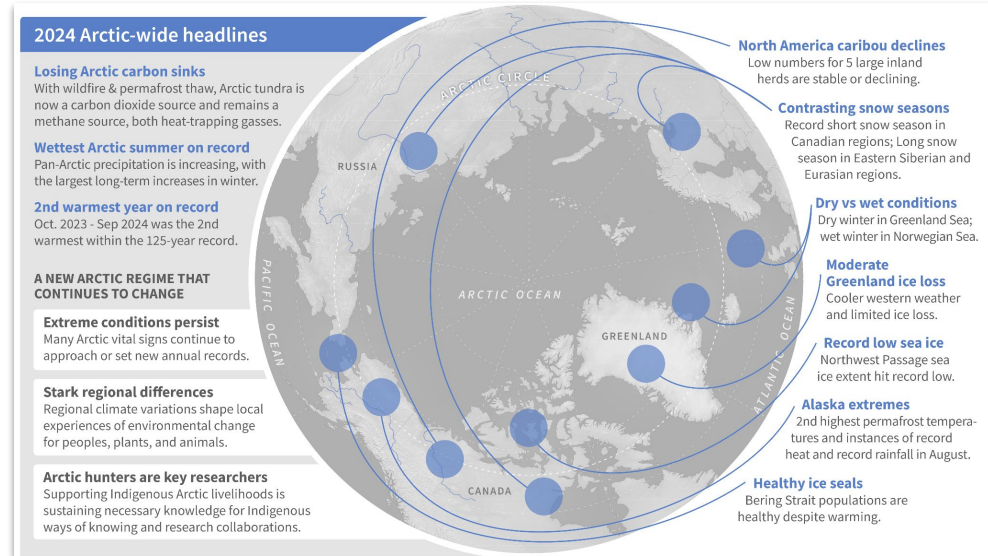 2024 Arctic-wide headlines
Losing Arctic carbon sinks
With wildfire & permafrost thaw, Arctic tundra is
now a carbon dioxide source and remains a
methane source, both heat-trapping gasses.
Wettest Arctic summer on record
Pan-Arctic precipitation is increasing, with
the largest long-term increases in winter.
2nd warmest year on record
Oct. 2023 - Sep 2024 was the 2nd
warmest within the 125-year record.
A NEW ARCTIC REGIME THAT
CONTINUES TO CHANGE
Extreme conditions persist
Many Arctic vital signs continue to
approach or set new annual records.
Stark regional differences
Regional climate variations shape local
experiences of environmental change
for peoples, plants, and animals.
Arctic hunters are key researchers
Supporting Indigenous Arctic livelihoods is
sustaining necessary knowledge for Indigenous
ways of knowing and research collaborations.
ARCTIC CIRCLE
RUSSIA
PACIFIC OCEAN
ARCTIC OCEAN
GREENLAND
ATLANTIC OCEAN
CANADA
North America caribou declines
Low numbers for 5 large inland
herds are stable or declining.
Contrasting snow seasons
Record short snow season in
Canadian regions; Long snow
season in Eastern Siberian and
Eurasian regions.
Dry vs wet conditions
Dry winter in Greenland Sea;
wet winter in Norwegian Sea.
Moderate
Greenland ice loss
Cooler western weather
and limited ice loss.
Record low sea ice
Northwest Passage sea
ice extent hit record low.
Alaska extremes
2nd highest permafrost tempera-
tures and instances of record
heat and record rainfall in August.
Healthy ice seals
Bering Strait populations are
healthy despite warming.